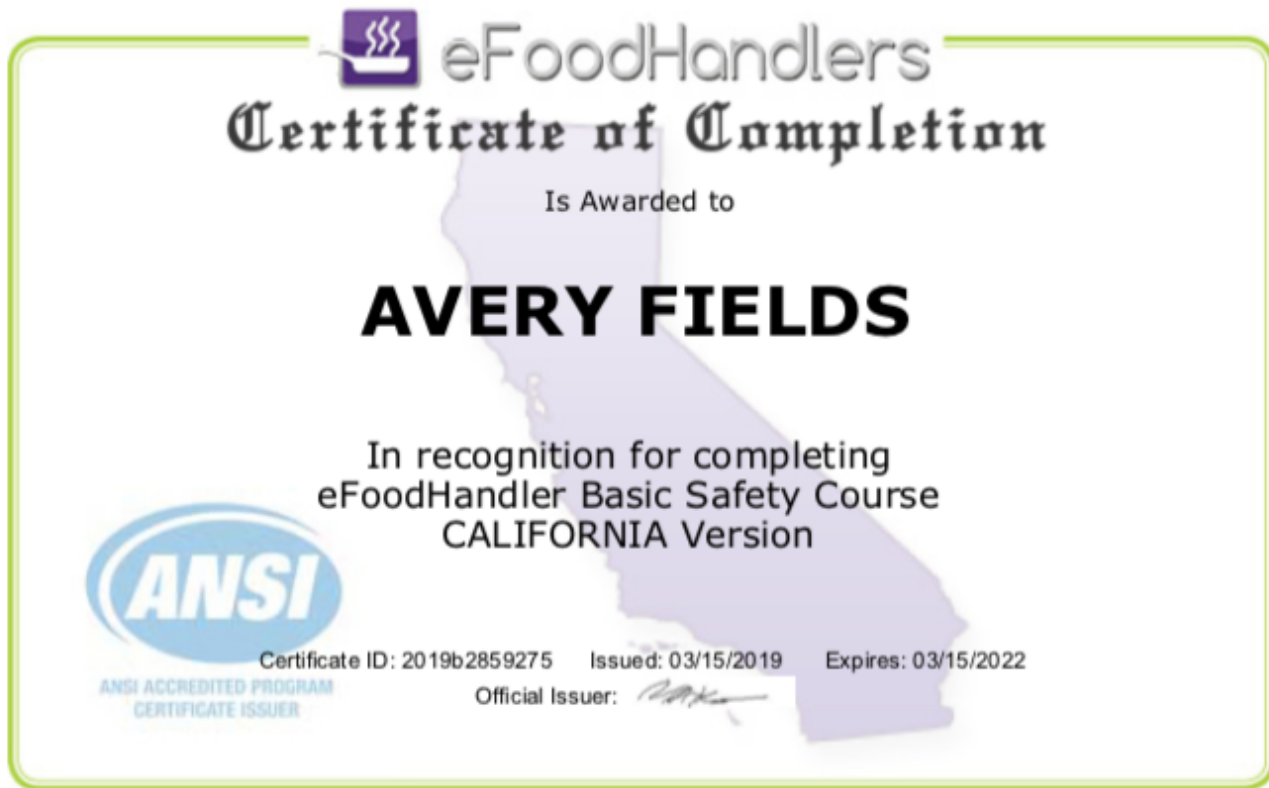 eFoodHandlers
Certificate of Completion
Is Awarded to
AVERY FIELDS
In recognition for completing
eFoodHandler Basic Safety Course
CALIFORNIA Version
ANSI
ANSI ACCREDITED PROGRAM
CERTIFICATE ISSUER
Certificate ID: 2019b2859275 Issued: 03/15/2019 Expires: 03/15/2022
Official Issuer: